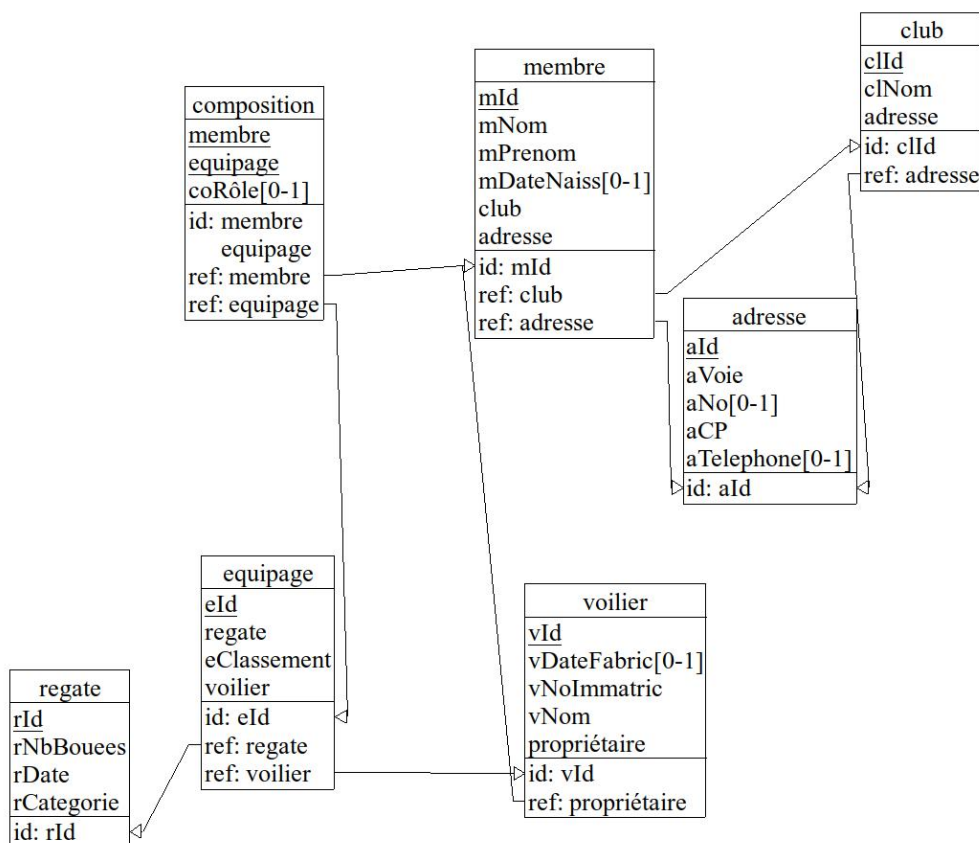 club
clId
clNom
adresse
id: clId
ref: adresse
membre
mId
mNom
mPrenom
mDateNaiss[0-1]
club
adresse
id: mId
ref: club
ref: adresse
composition
membre
equipage
coRôle[0-1]
id: membre
equipage
ref: membre
ref: equipage
adresse
aId
aVoie
aNo[0-1]
aCP
aTelephone[0-1]
id: aId
equipage
eId
regate
eClassement
voilier
id: eId
ref: regate
ref: voilier
voilier
vId
vDateFabric[0-1]
vNoImmatric
vNom
propriétaire
id: vId
ref: propriétaire
regate
rId
rNbBouees
rDate
rCategorie
id: rId